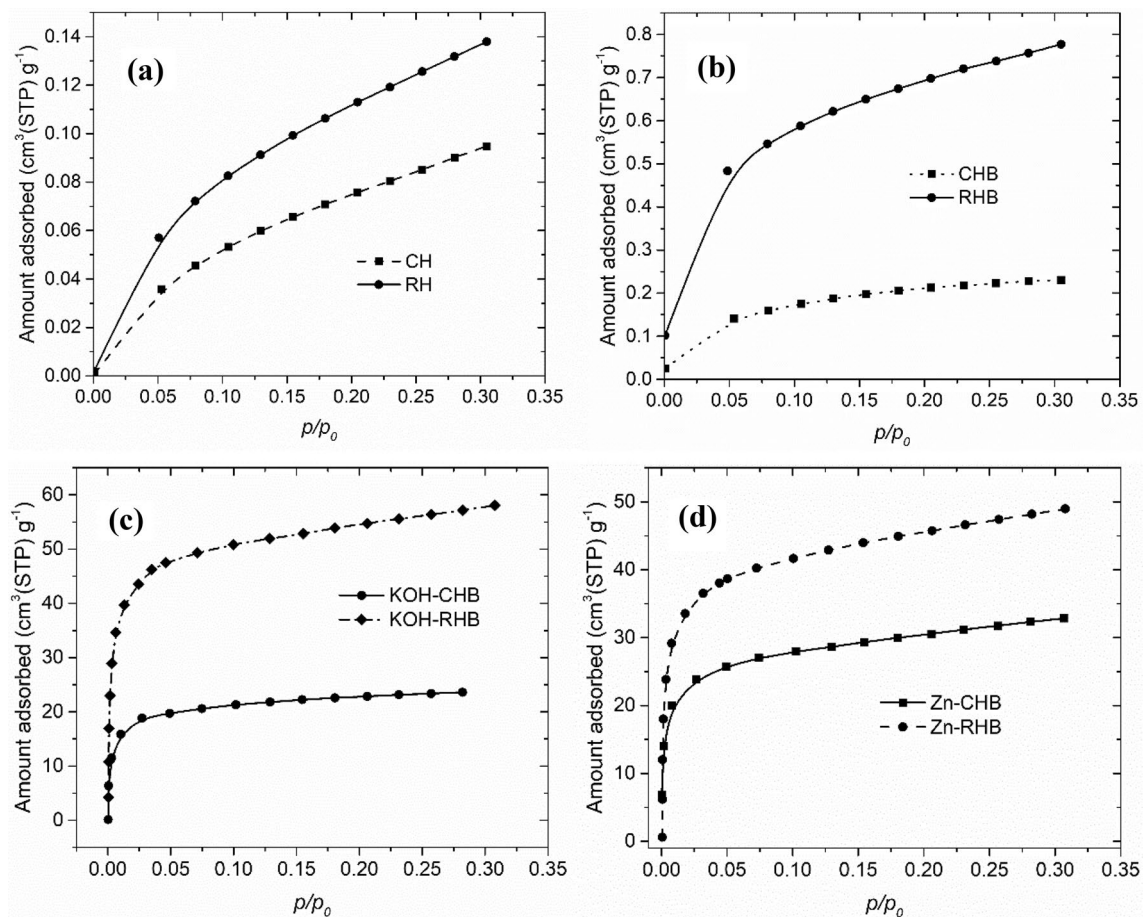 (a)
Amount adsorbed (cm³(STP) g⁻¹)
0.14
0.12
0.10
0.08
0.06
0.04
0.02
0.00
CH
RH
0.00 0.05 0.10 0.15 0.20 0.25 0.30 0.35
p/p₀
(b)
Amount adsorbed (cm³(STP) g⁻¹)
0.8
0.7
0.6
0.5
0.4
0.3
0.2
0.1
0.0
CHB
RHB
0.00 0.05 0.10 0.15 0.20 0.25 0.30 0.35
p/p₀
(c)
Amount adsorbed (cm³(STP) g⁻¹)
60
50
40
30
20
10
0
KOH-CHB
KOH-RHB
0.00 0.05 0.10 0.15 0.20 0.25 0.30 0.35
p/p₀
(d)
Amount adsorbed (cm³(STP) g⁻¹)
50
40
30
20
10
0
Zn-CHB
Zn-RHB
0.00 0.05 0.10 0.15 0.20 0.25 0.30 0.35
p/p₀